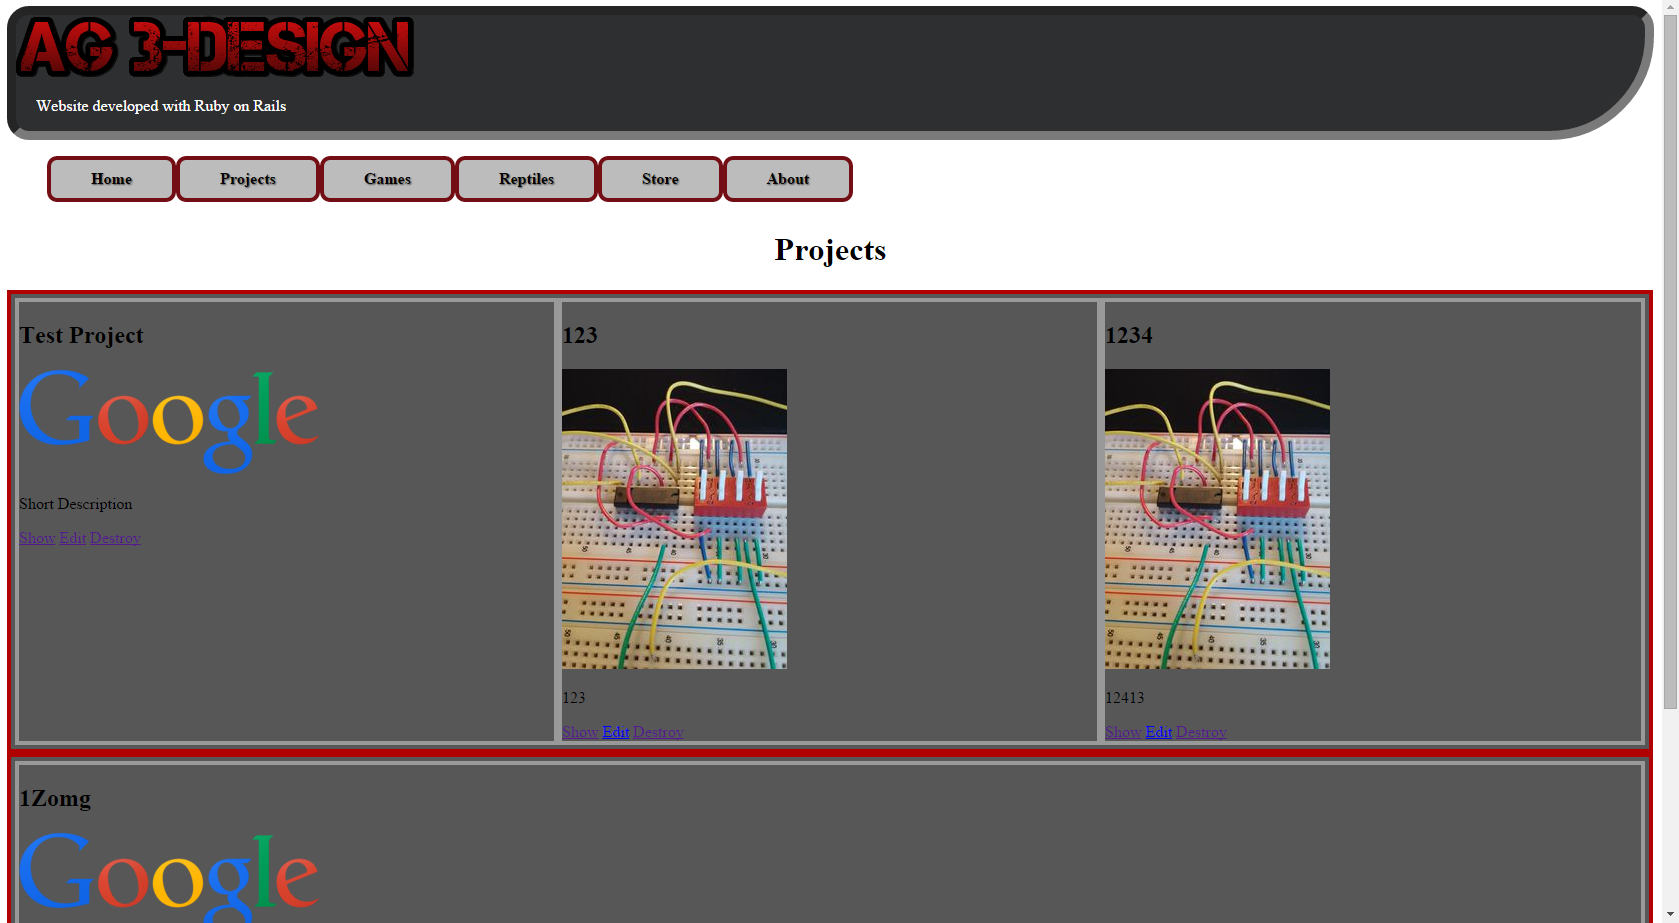 AG 3-DESIGN
Website developed with Ruby on Rails
Home Projects Games Reptiles Store About
Projects
Test Project
Google
Short Description
Show Edit Destroy
123
123
Show Edit Destroy
1234
12413
Show Edit Destroy
1Zomg
Google